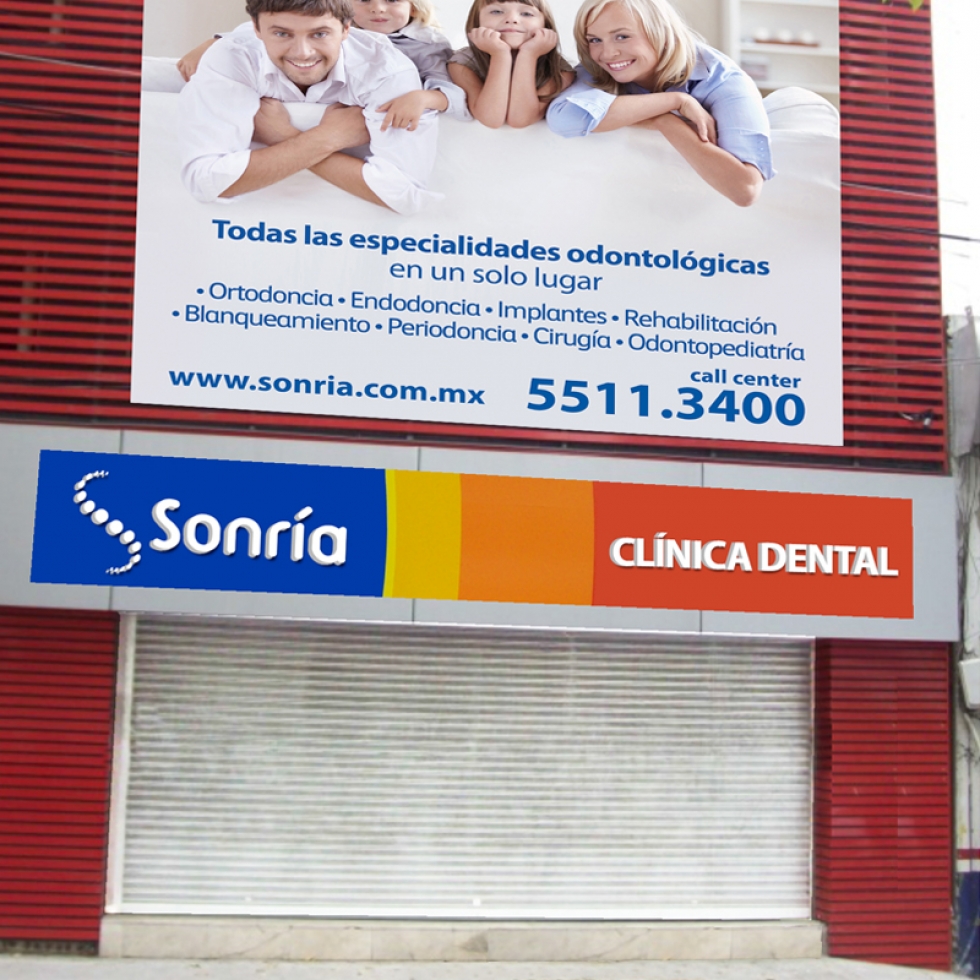 Todas las especialidades odontológicas
en un solo lugar
• Ortodoncia • Endodoncia • Implantes • Rehabilitación
• Blanqueamiento • Periodoncia • Cirugía • Odontopediatría
call center
www.sonria.com.mx 5511.3400
Sonría
CLÍNICA DENTAL